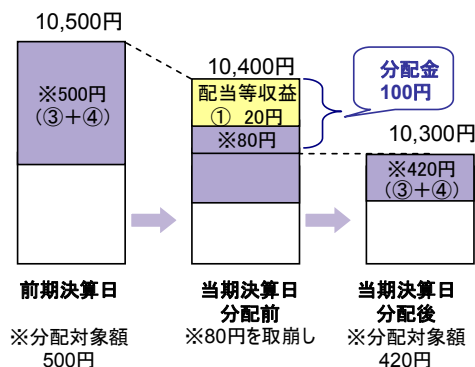 10,500円
※500円
(③+④)
10,400円
配当等収益
① 20円
※80円
分配金
100円
10,300円
※420円
(③+④)
前期決算日
※分配対象額
500円
当期決算日
分配前
※80円を取崩し
当期決算日
分配後
※分配対象額
420円